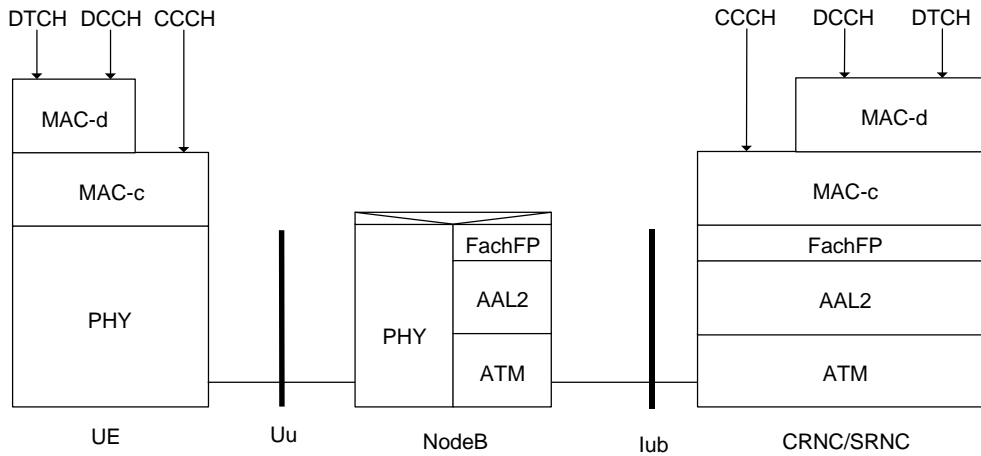 DTCH DCCH CCCH
CCCH DCCH DTCH
MAC-d
MAC-d
MAC-c
MAC-c
FachFP
FachFP
PHY
PHY
AAL2
AAL2
ATM
ATM
UE
Uu
NodeB
Iub
CRNC/SRNC